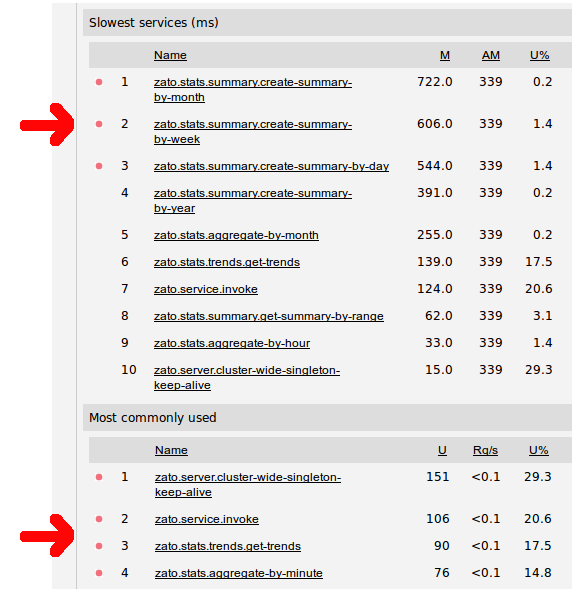 Slowest services (ms)
Name M AM U%
1 zato.stats.summary.create-summary- 722.0 339 0.2
by-month
2 zato.stats.summary.create-summary- 606.0 339 1.4
by-week
3 zato.stats.summary.create-summary-by-day 544.0 339 1.4
4 zato.stats.summary.create-summary- 391.0 339 0.2
by-year
5 zato.stats.aggregate-by-month 255.0 339 0.2
6 zato.stats.trends.get-trends 139.0 339 17.5
7 zato.service.invoke 124.0 339 20.6
8 zato.stats.summary.get-summary-by-range 62.0 339 3.1
9 zato.stats.aggregate-by-hour 33.0 339 1.4
10 zato.server.cluster-wide-singleton- 15.0 339 29.3
keep-alive
Most commonly used
Name U Rq/s U%
1 zato.server.cluster-wide-singleton- 151 <0.1 29.3
keep-alive
2 zato.service.invoke 106 <0.1 20.6
3 zato.stats.trends.get-trends 90 <0.1 17.5
4 zato.stats.aggregate-by-minute 76 <0.1 14.8